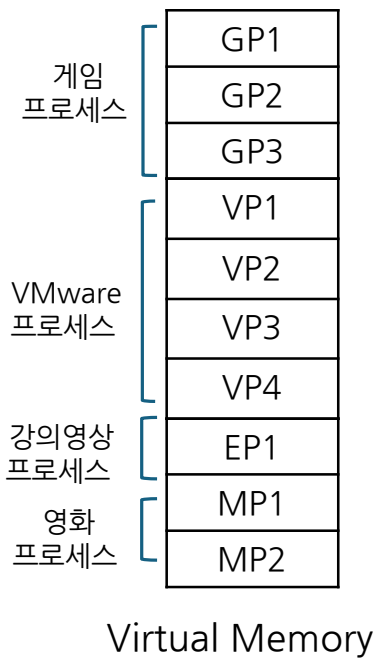 게임
프로세스
GP1
GP2
GP3
VMware
프로세스
VP1
VP2
VP3
VP4
강의영상
프로세스
EP1
영화
프로세스
MP1
MP2
Virtual Memory